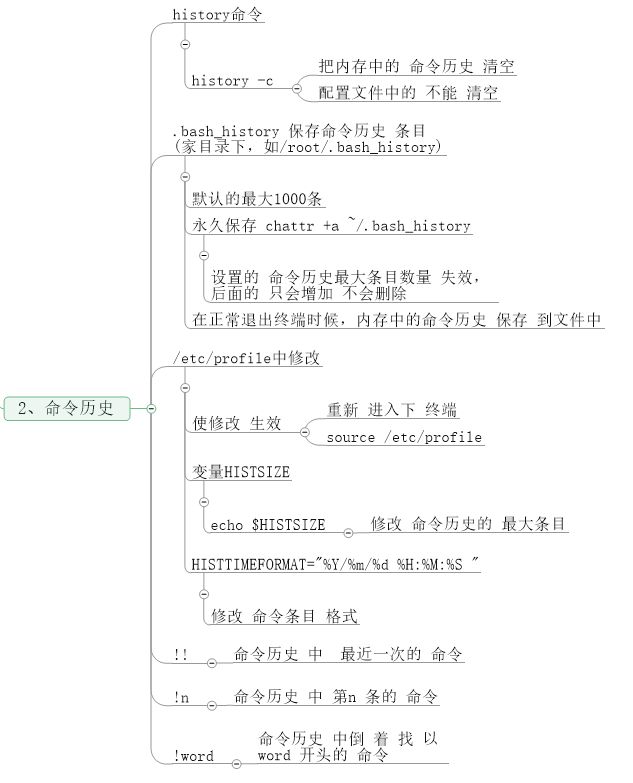 history命令
history -c
把内存中的 命令历史 清空
配置文件中的 不能 清空
.bash_history 保存命令历史 条目
(家目录下，如/root/.bash_history)
默认的最大1000条
永久保存 chattr +a ~/.bash_history
设置的 命令历史最大条目数量 失效，
后面的 只会增加 不会删除
在正常退出终端时候，内存中的命令历史 保存 到文件中
/etc/profile中修改
2、命令历史
使修改 生效
重新 进入下 终端
source /etc/profile
变量HISTSIZE
echo $HISTSIZE
修改 命令历史的 最大条目
HISTTIMEFORMAT="%Y/%m/%d %H:%M:%S "
修改 命令条目 格式
!!
命令历史 中 最近一次的 命令
!n
命令历史 中 第n 条的 命令
!word
命令历史 中倒 着 找 以
word 开头的 命令